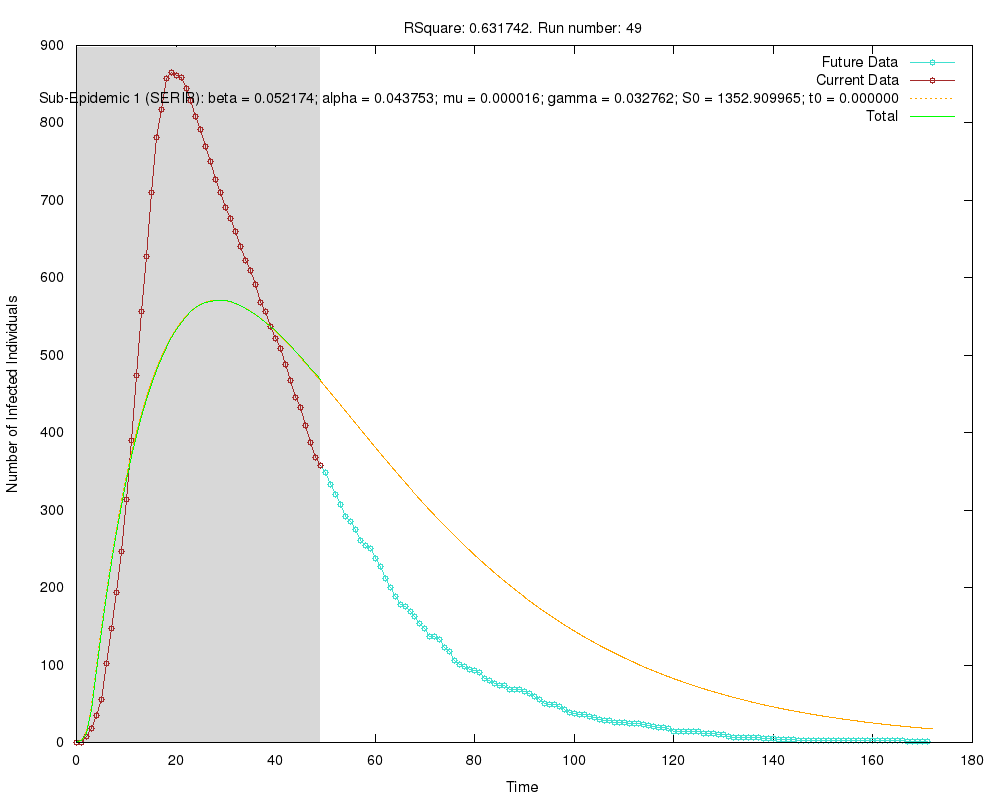 RSquare: 0.631742. Run number: 49
900
800
700
600
500
400
300
200
100
0
Number of Infected Individuals
Future Data
Current Data
Sub-Epidemic 1 (SERIR): beta = 0.052174; alpha = 0.043753; mu = 0.000016; gamma = 0.032762; S0 = 1352.909965; t0 = 0.000000
Total
0 20 40 60 80 100 120 140 160 180
Time